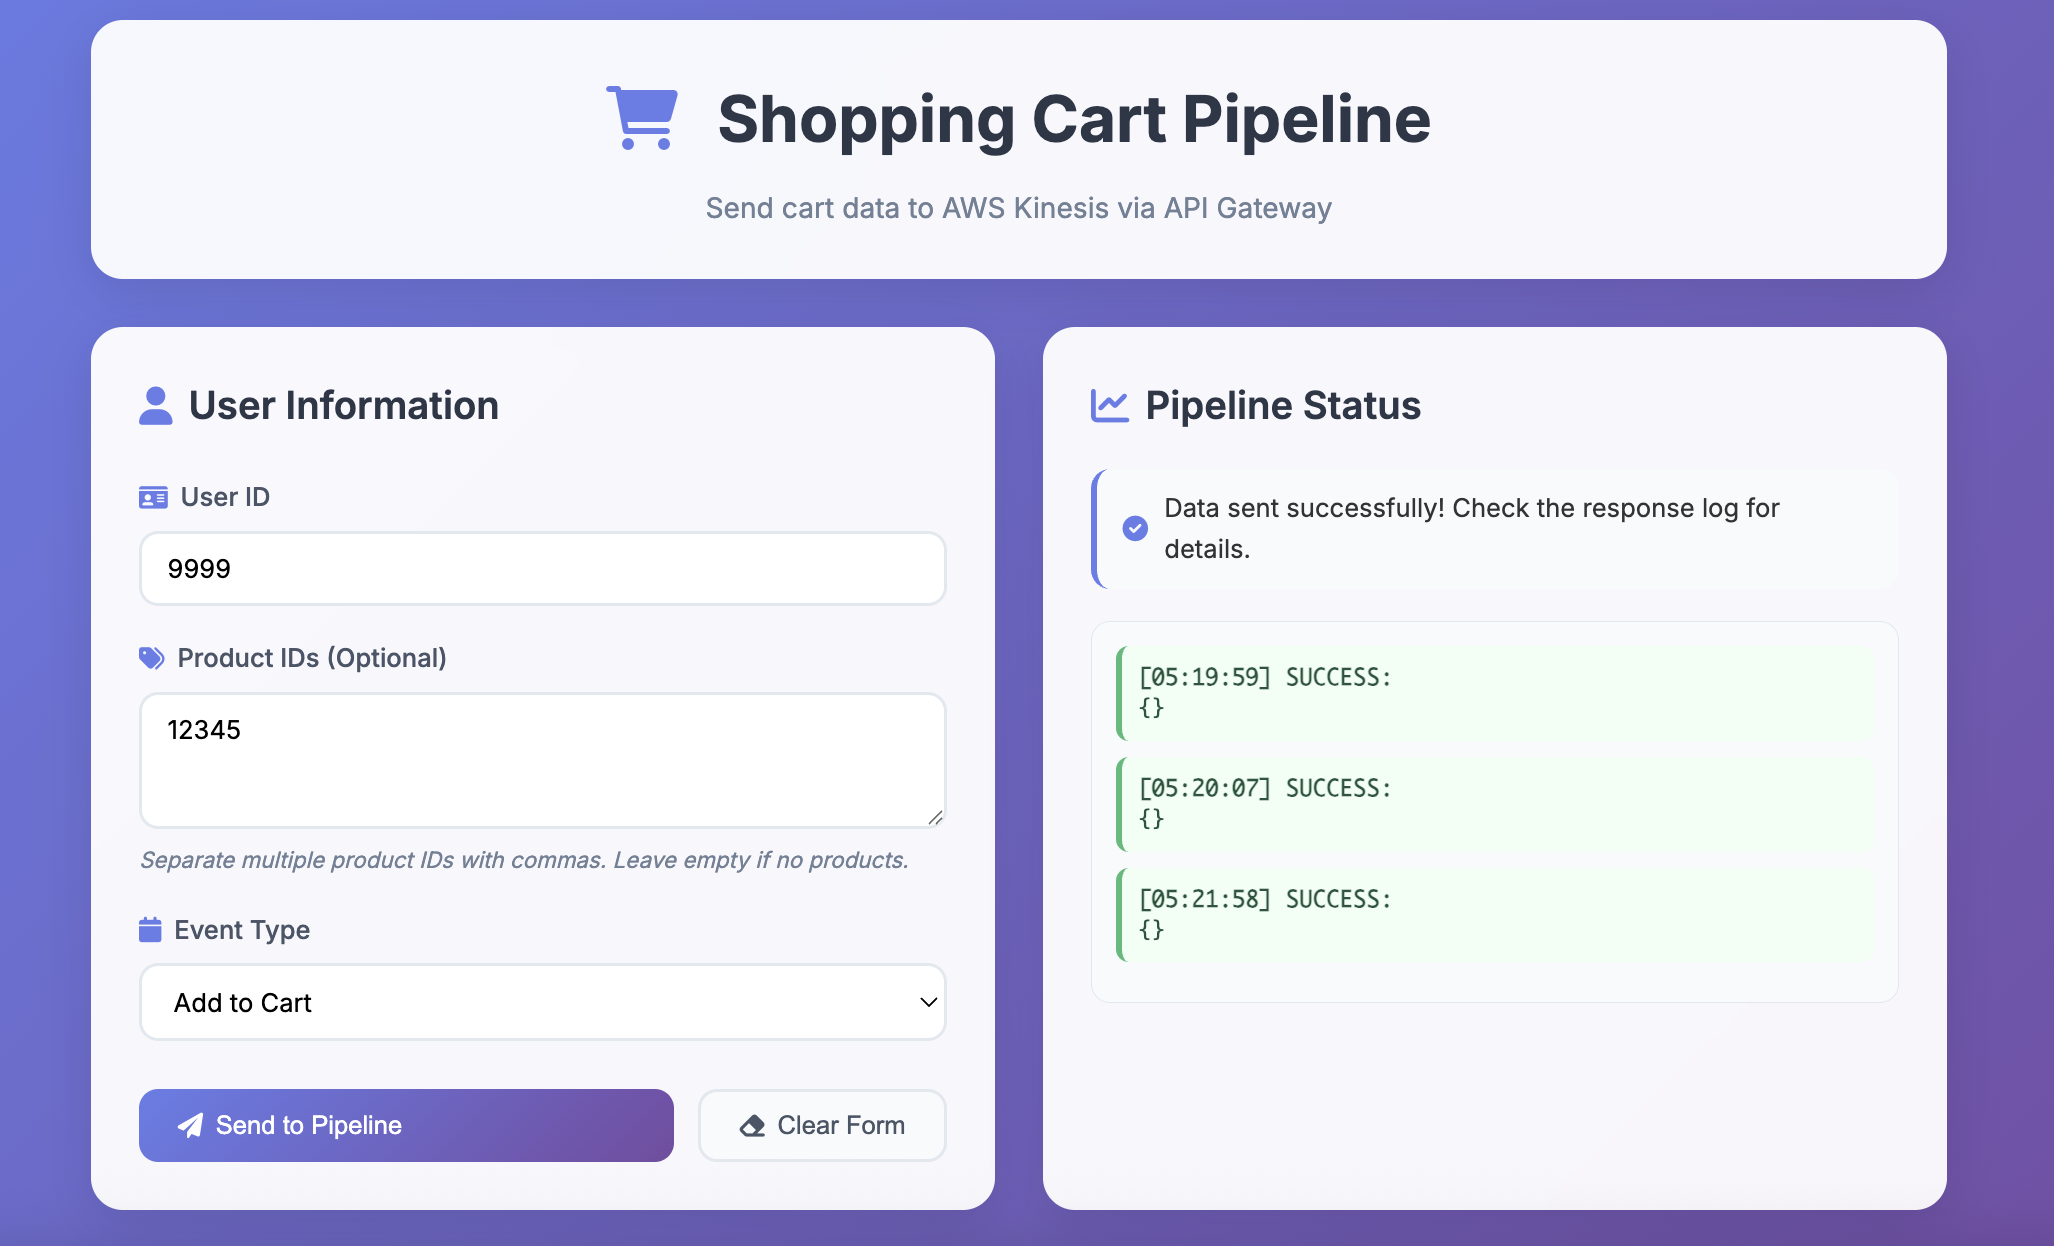 Shopping Cart Pipeline
Send cart data to AWS Kinesis via API Gateway
User Information
User ID
9999
Product IDs (Optional)
12345
Separate multiple product IDs with commas. Leave empty if no products.
Event Type
Add to Cart
Send to Pipeline
Clear Form
Pipeline Status
Data sent successfully! Check the response log for
details.
[05:19:59] SUCCESS:
{}
[05:20:07] SUCCESS:
{}
[05:21:58] SUCCESS:
{}